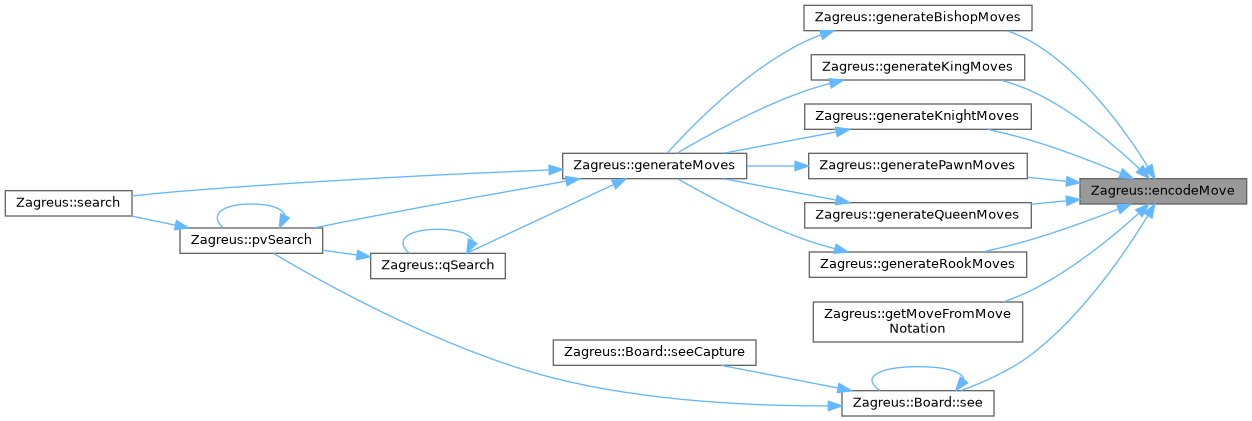 Zagreus::generateBishopMoves
Zagreus::generateKingMoves
Zagreus::generateKnightMoves
Zagreus::generateMoves
Zagreus::generatePawnMoves
Zagreus::encodeMove
Zagreus::search
Zagreus::generateQueenMoves
Zagreus::pvSearch
Zagreus::qSearch
Zagreus::generateRookMoves
Zagreus::getMoveFromMove
Notation
Zagreus::Board::seeCapture
Zagreus::Board::see